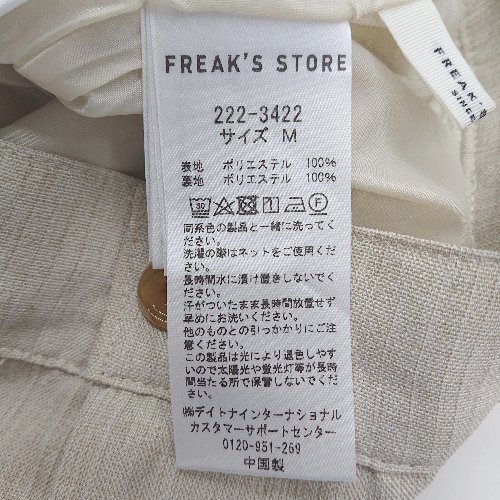 FREAK'S STORE
222-3422
サイズ M
表地 ポリエステル 100%
裏地 ポリエステル 100%
同系色の製品と一緒に洗ってく
ださい。
洗濯の際はネットをご使用くだ
さい。
長時間水に漬け置きしないでく
ださい。
汗がついたまま長時間放置せず
早めにお洗いください。
他のものとの引っかかりにご注
意ください。
この製品は光により退色しやす
いので太陽光や蛍光灯等が長時
間当たる所で保管しないでくだ
さい。
㈱デイトナインターナショナル
カスタマーサポートセンター
0120-951-269
中国製
FREAK'S